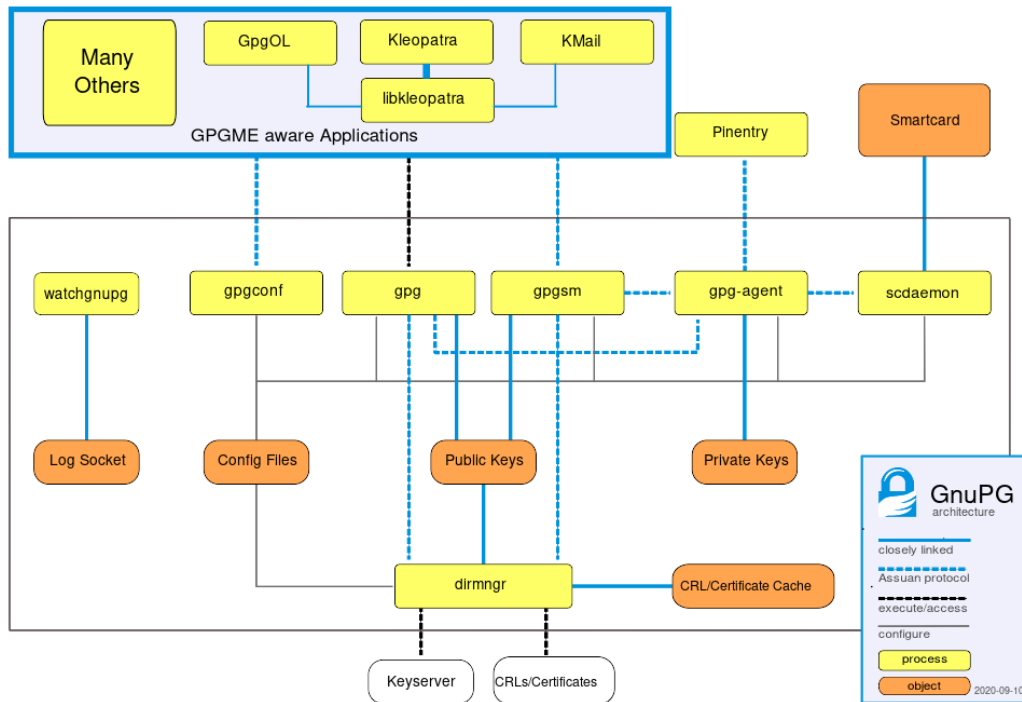 Many
Others
GpgOL
Kleopatra
KMail
libkleopatra
GPGME aware Applications
Pinentry
Smartcard
watchgnupg
gpgconf
gpg
gpgsm
gpg-agent
scdaemon
Log Socket
Config Files
Public Keys
Private Keys
dirmngr
CRL/Certificate Cache
Keyserver
CRLs/Certificates
GnuPG
architecture
closely linked
Assuan protocol
execute/access
configure
process
object
2020-09-10